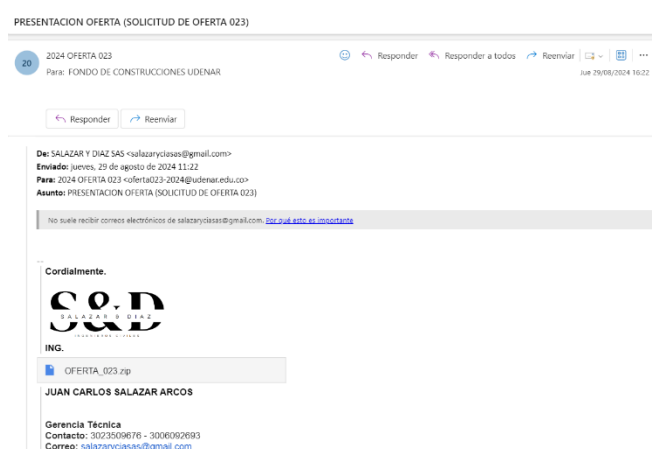 PRESENTACION OFERTA (SOLICITUD DE OFERTA 023)
20
2024 OFERTA 023
Para: FONDO DE CONSTRUCCIONES UDENAR
Responder Responder a todos Reenviar
Jue 29/08/2024 16:22
Responder Reenviar
De: SALAZAR Y DIAZ SAS <salazaryciasas@gmail.com>
Enviado: jueves, 29 de agosto de 2024 11:22
Para: 2024 OFERTA 023 <oferta023-2024@udenar.edu.co>
Asunto: PRESENTACION OFERTA (SOLICITUD DE OFERTA 023)
No suele recibir correos electrónicos de salazaryciasas@gmail.com. Por qué esto es importante
--
Cordialmente.
S&D
SALAZAR & DIAZ
INGENIEROS CIVILES
ING.
OFERTA_023.zip
JUAN CARLOS SALAZAR ARCOS
Gerencia Técnica
Contacto: 3023509676 - 3006092693
Correo: salazaryciasas@gmail.com